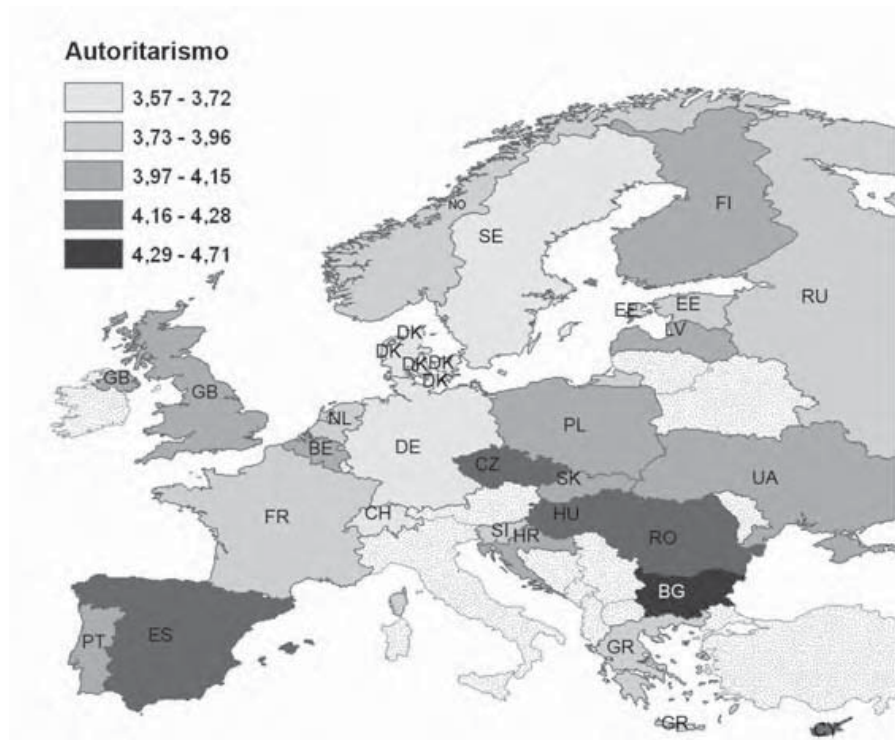 Autoritarismo
3,57 - 3,72
3,73 - 3,96
3,97 - 4,15
4,16 - 4,28
4,29 - 4,71
NO
SE
FI
RU
EE
EE
LV
DK
DK
DK
DK
DK
GB
GB
NL
BE
DE
PL
CZ
SK
UA
FR
CH
SI
HR
HU
RO
BG
PT
ES
GR
GR
CY